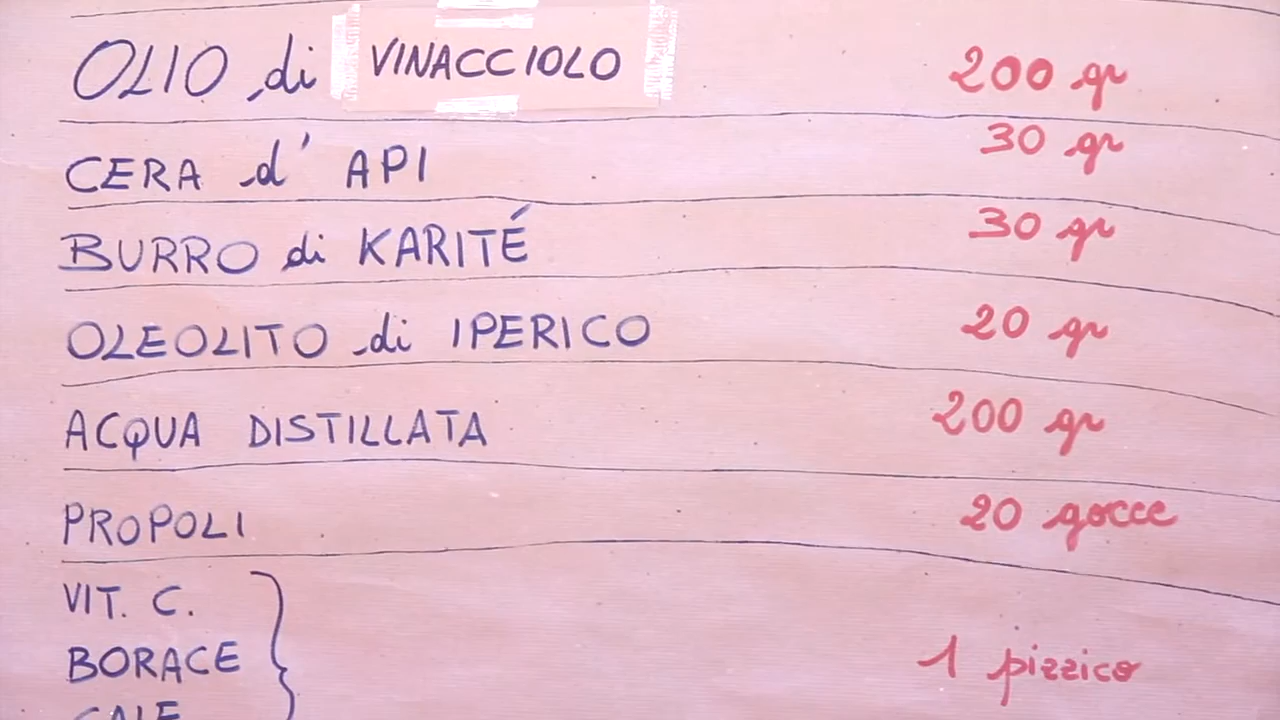 OLIO di VINACCIOLO 200 gr
CERA d' API 30 gr
BURRO di KARITÉ 30 gr
OLEOLITO di IPERICO 20 gr
ACQUA DISTILLATA 200 gr
PROPOLI 20 gocce
VIT. C.
BORACE 1 pizzico
SALE